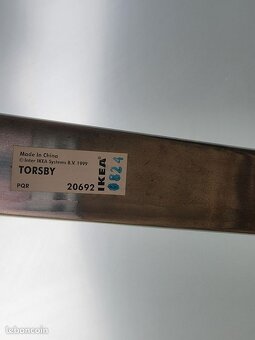 Made in China
© Inter IKEA Systems B.V. 1999
TORSBY
PQR 20692
IKEA
0824
leboncoin